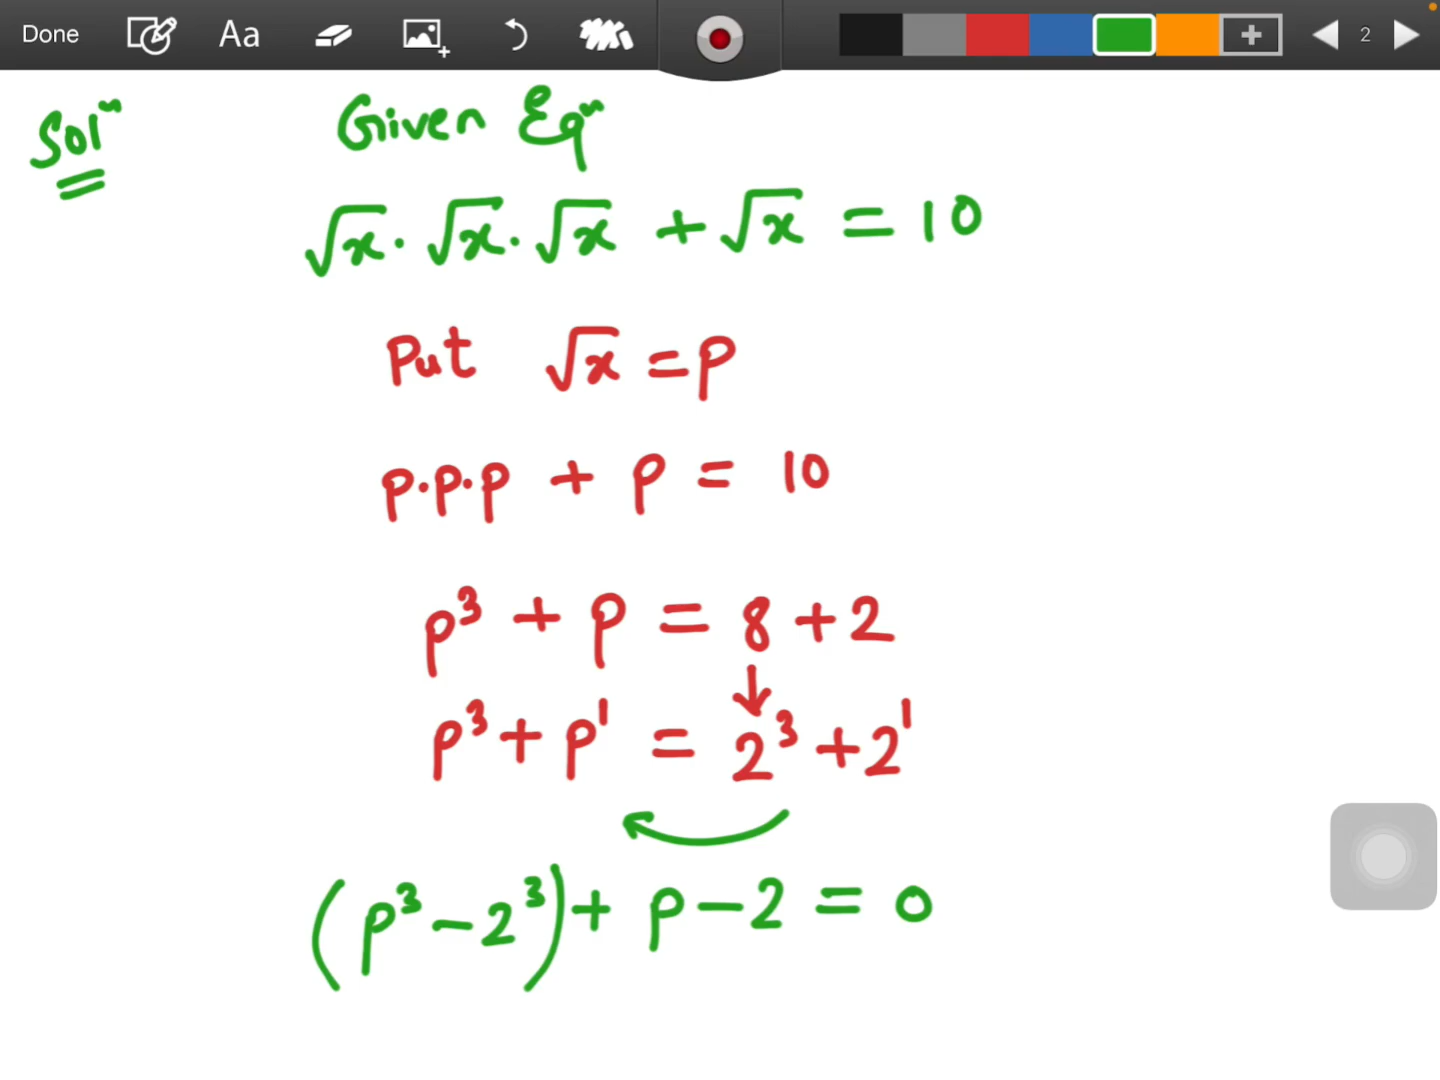 Done Aa 2
Solⁿ Given Eqⁿ
√x·√x·√x + √x = 10
Put √x = p
p·p·p + p = 10
p³ + p = 8 + 2
p³ + p¹ = 2³ + 2¹
(p³ − 2³) + p − 2 = 0